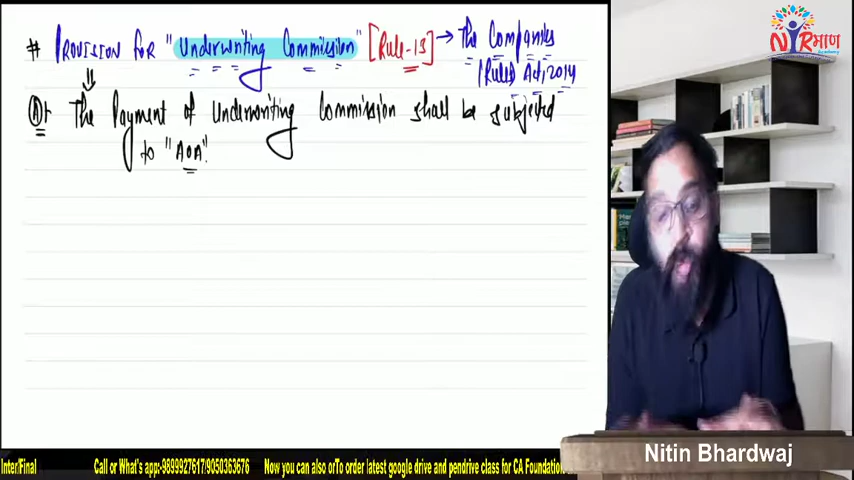 # PROVISION FOR "Underwriting Commission" [Rule-13] → The Companies
(Rules) Act, 2014
(A)→ The Payment of Underwriting Commission shall be subjected
to "AOA".
NIRमाण
Nitin Bhardwaj
Inter/Final Call or What's app:-9899927617/9050363676 Now you can also orTo order latest google drive and pendrive class for CA Foundation